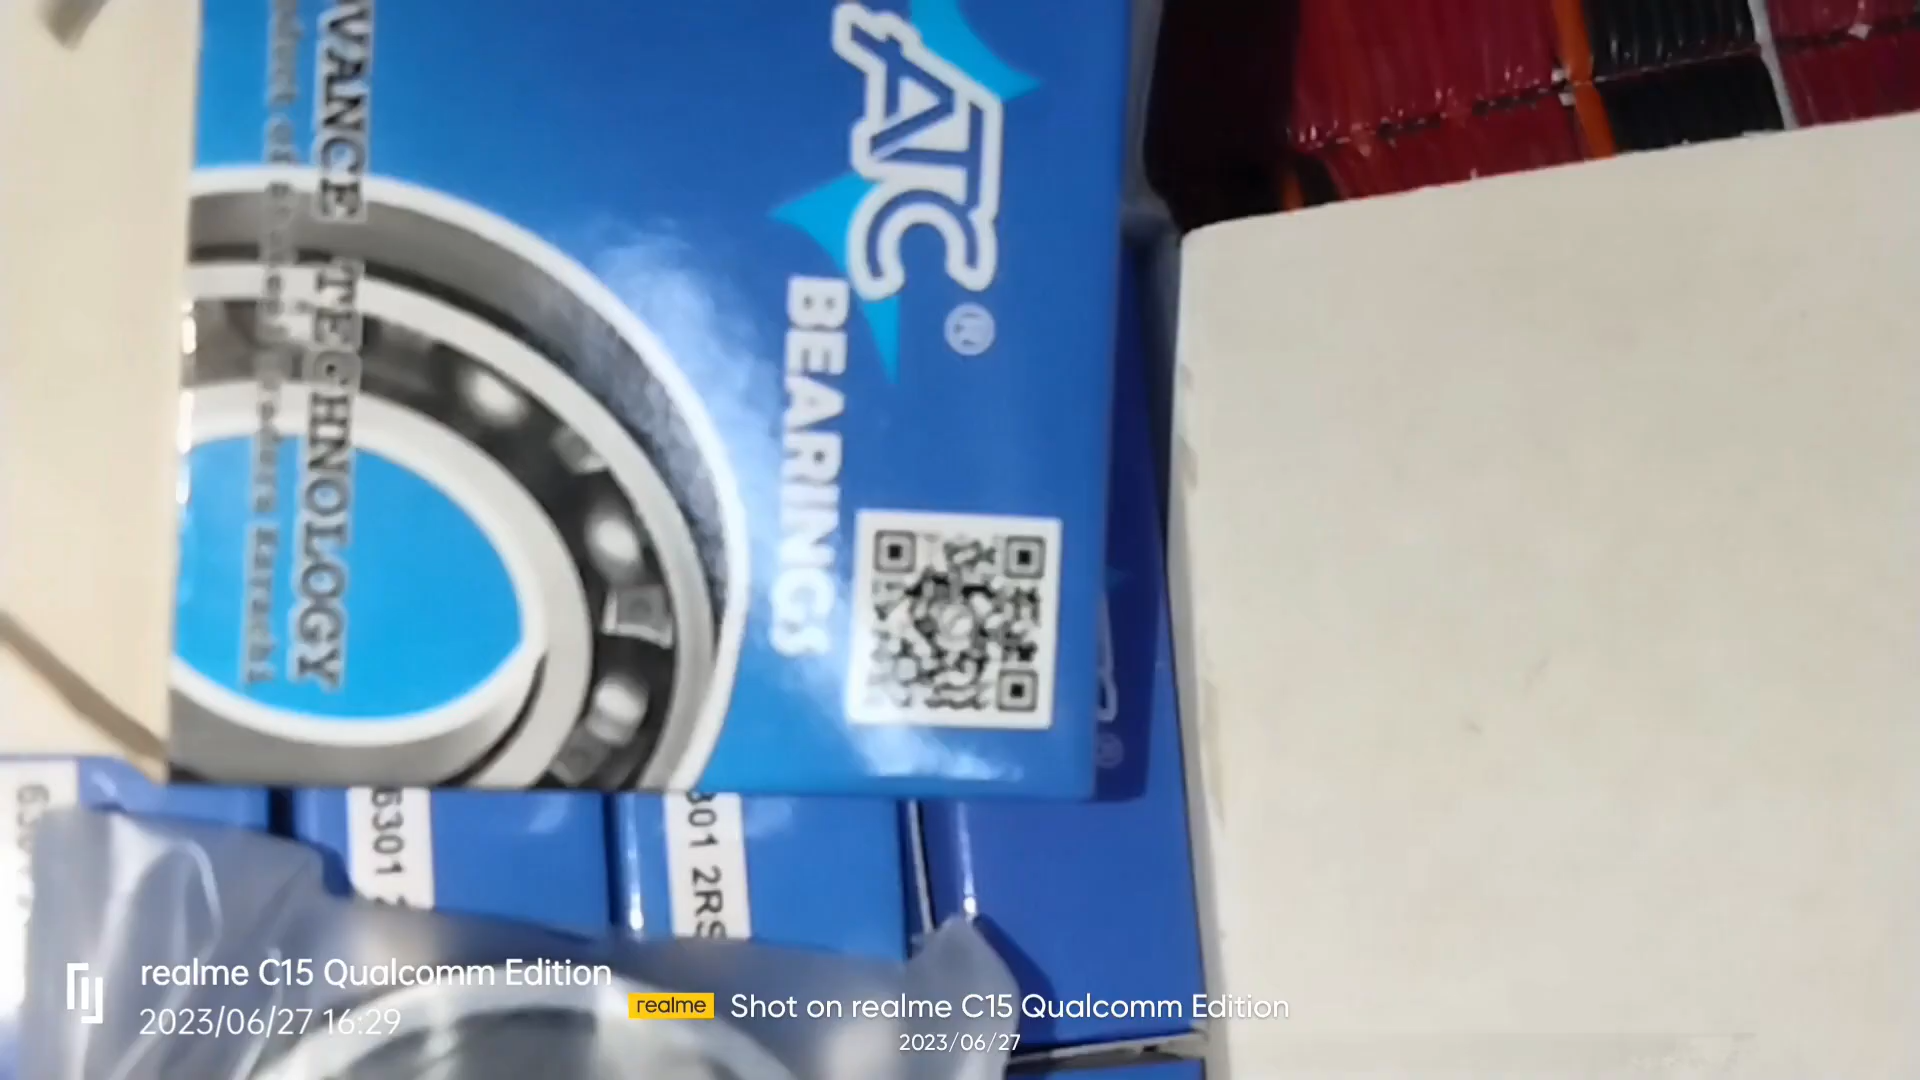 ATC®
BEARINGS
VANCE TECHNOLOGY
Karachi
6301
301 2RS
realme C15 Qualcomm Edition
2023/06/27 16:29
realme Shot on realme C15 Qualcomm Edition
2023/06/27